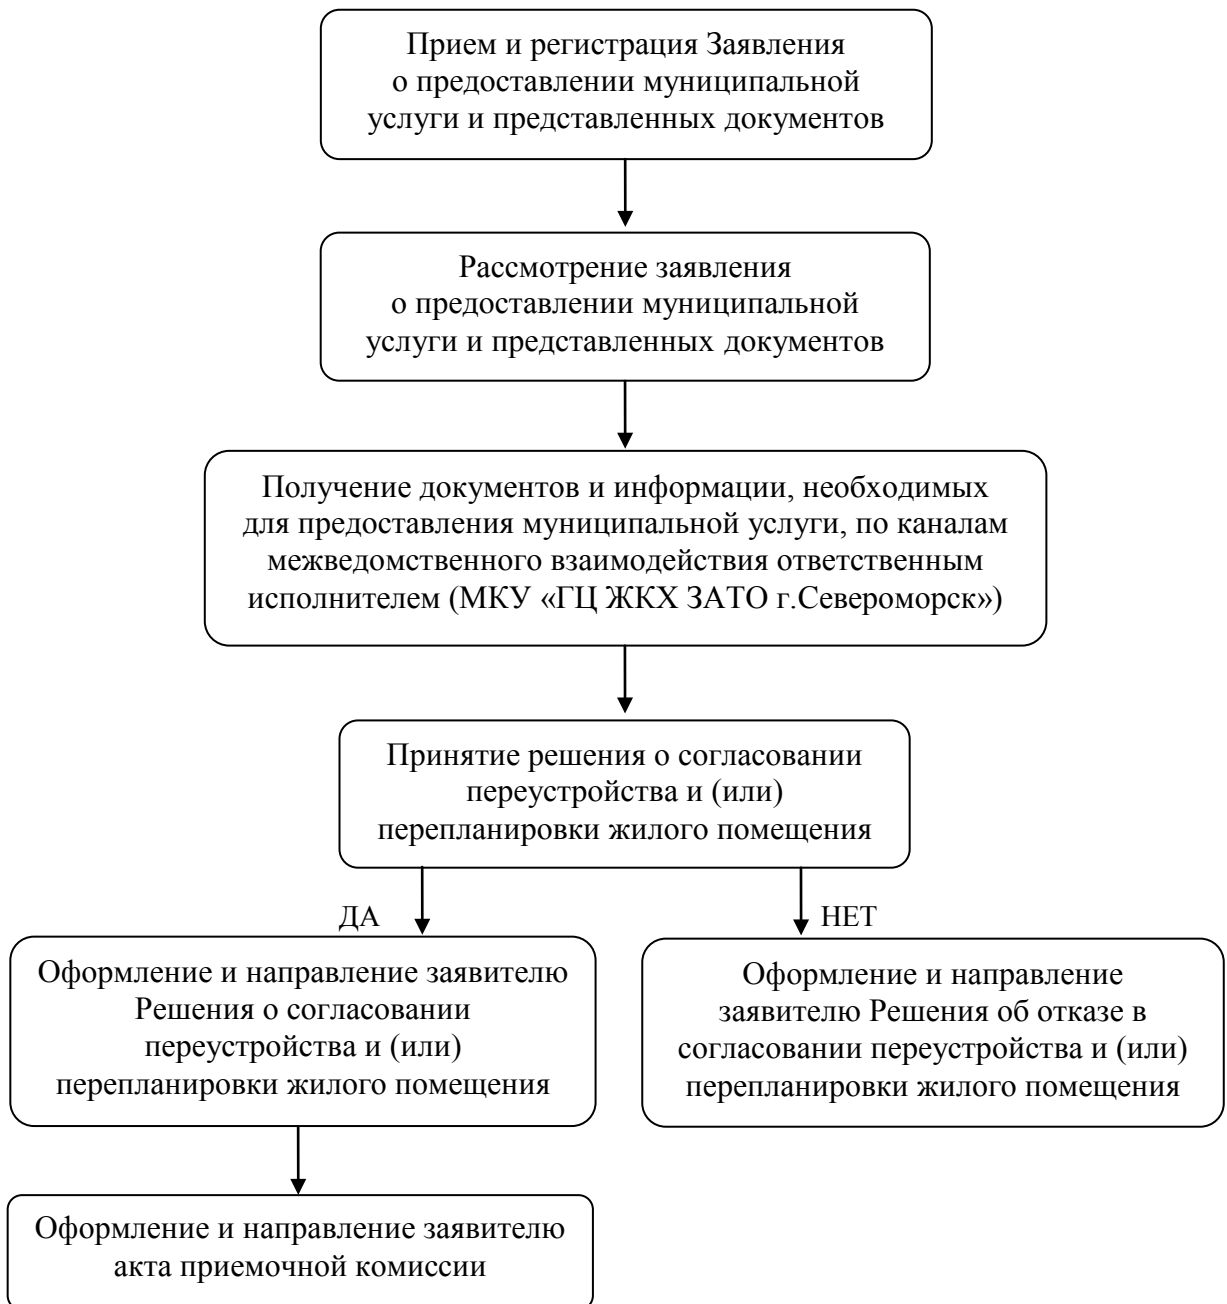 Прием и регистрация Заявления
о предоставлении муниципальной
услуги и представленных документов
Рассмотрение заявления
о предоставлении муниципальной
услуги и представленных документов
Получение документов и информации, необходимых
для предоставления муниципальной услуги, по каналам
межведомственного взаимодействия ответственным
исполнителем (МКУ «ГЦ ЖКХ ЗАТО г.Североморск»)
Принятие решения о согласовании
переустройства и (или)
перепланировки жилого помещения
ДА
НЕТ
Оформление и направление заявителю
Решения о согласовании
переустройства и (или)
перепланировки жилого помещения
Оформление и направление
заявителю Решения об отказе в
согласовании переустройства и (или)
перепланировки жилого помещения
Оформление и направление заявителю
акта приемочной комиссии